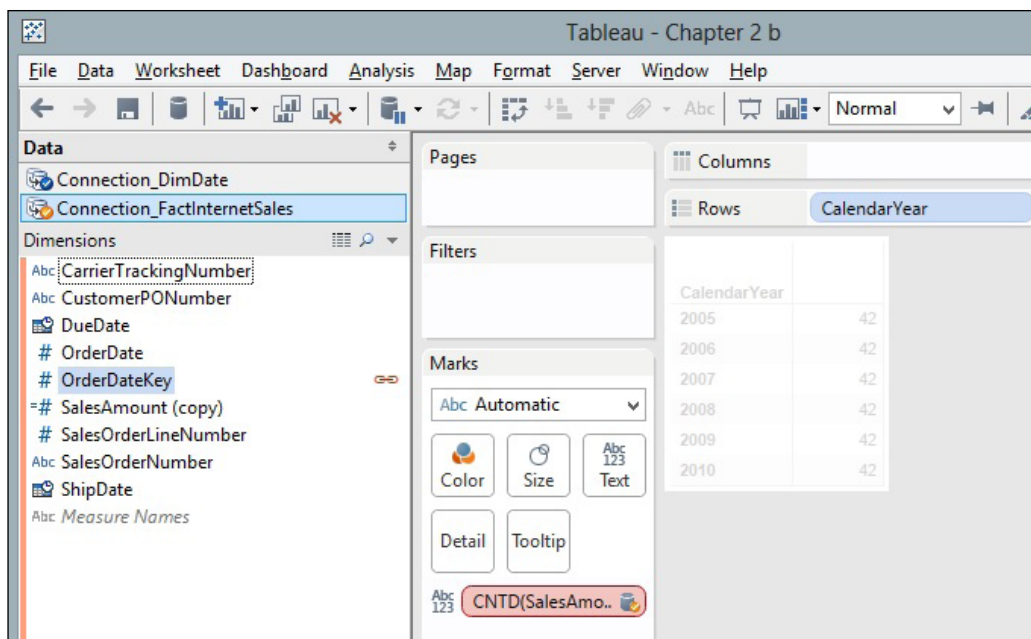 Tableau - Chapter 2 b
File Data Worksheet Dashboard Analysis Map Format Server Window Help
Abc Normal
Data
Connection_DimDate
Connection_FactInternetSales
Dimensions
Abc CarrierTrackingNumber
Abc CustomerPONumber
DueDate
# OrderDate
# OrderDateKey
=# SalesAmount (copy)
# SalesOrderLineNumber
Abc SalesOrderNumber
ShipDate
Abc Measure Names
Pages
Filters
Marks
Abc Automatic
Color
Size
Abc
123
Text
Detail
Tooltip
Abc
123
CNTD(SalesAmo..
Columns
Rows CalendarYear
CalendarYear
2005 42
2006 42
2007 42
2008 42
2009 42
2010 42